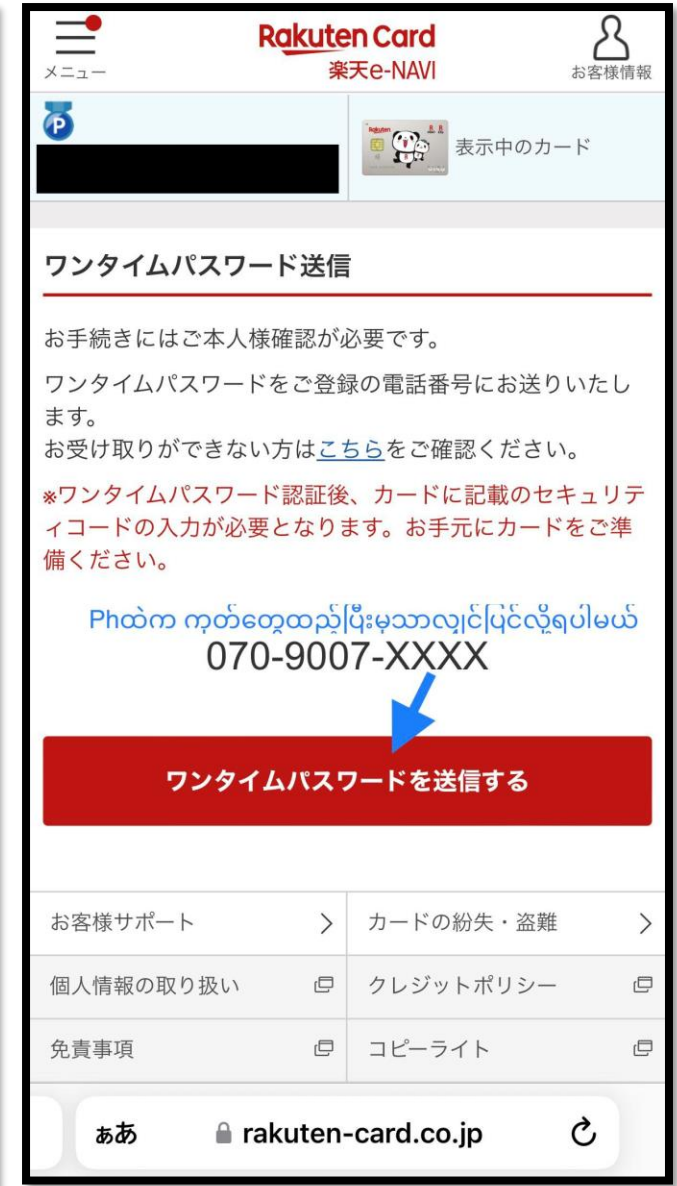 Rakuten Card
メニュー
楽天e-NAVI
お客様情報
P
表示中のカード
ワンタイムパスワード送信
お手続きにはご本人様確認が必要です。
ワンタイムパスワードをご登録の電話番号にお送りいたし
ます。
お受け取りができない方はこちらをご確認ください。
※ワンタイムパスワード認証後、カードに記載のセキュリテ
ィコードの入力が必要となります。お手元にカードをご準
備ください。
Phထဲက ကုတ်တွေထည့်ပြီးမှသာလျှင်ပြင်လို့ရပါမယ်
070-9007-XXXX
ワンタイムパスワードを送信する
お客様サポート
カードの紛失・盗難
個人情報の取り扱い
クレジットポリシー
免責事項
コピーライト
ぁあ rakuten-card.co.jp